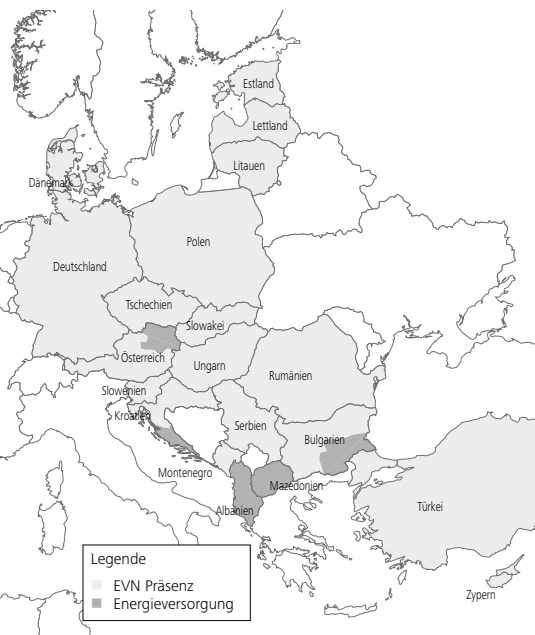 Estland
Lettland
Litauen
Dänemark
Polen
Deutschland
Tschechien
Slowakei
Österreich
Ungarn
Rumänien
Slowenien
Kroatien
Serbien
Bulgarien
Montenegro
Mazedonien
Albanien
Türkei
Zypern
Legende
EVN Präsenz
Energieversorgung